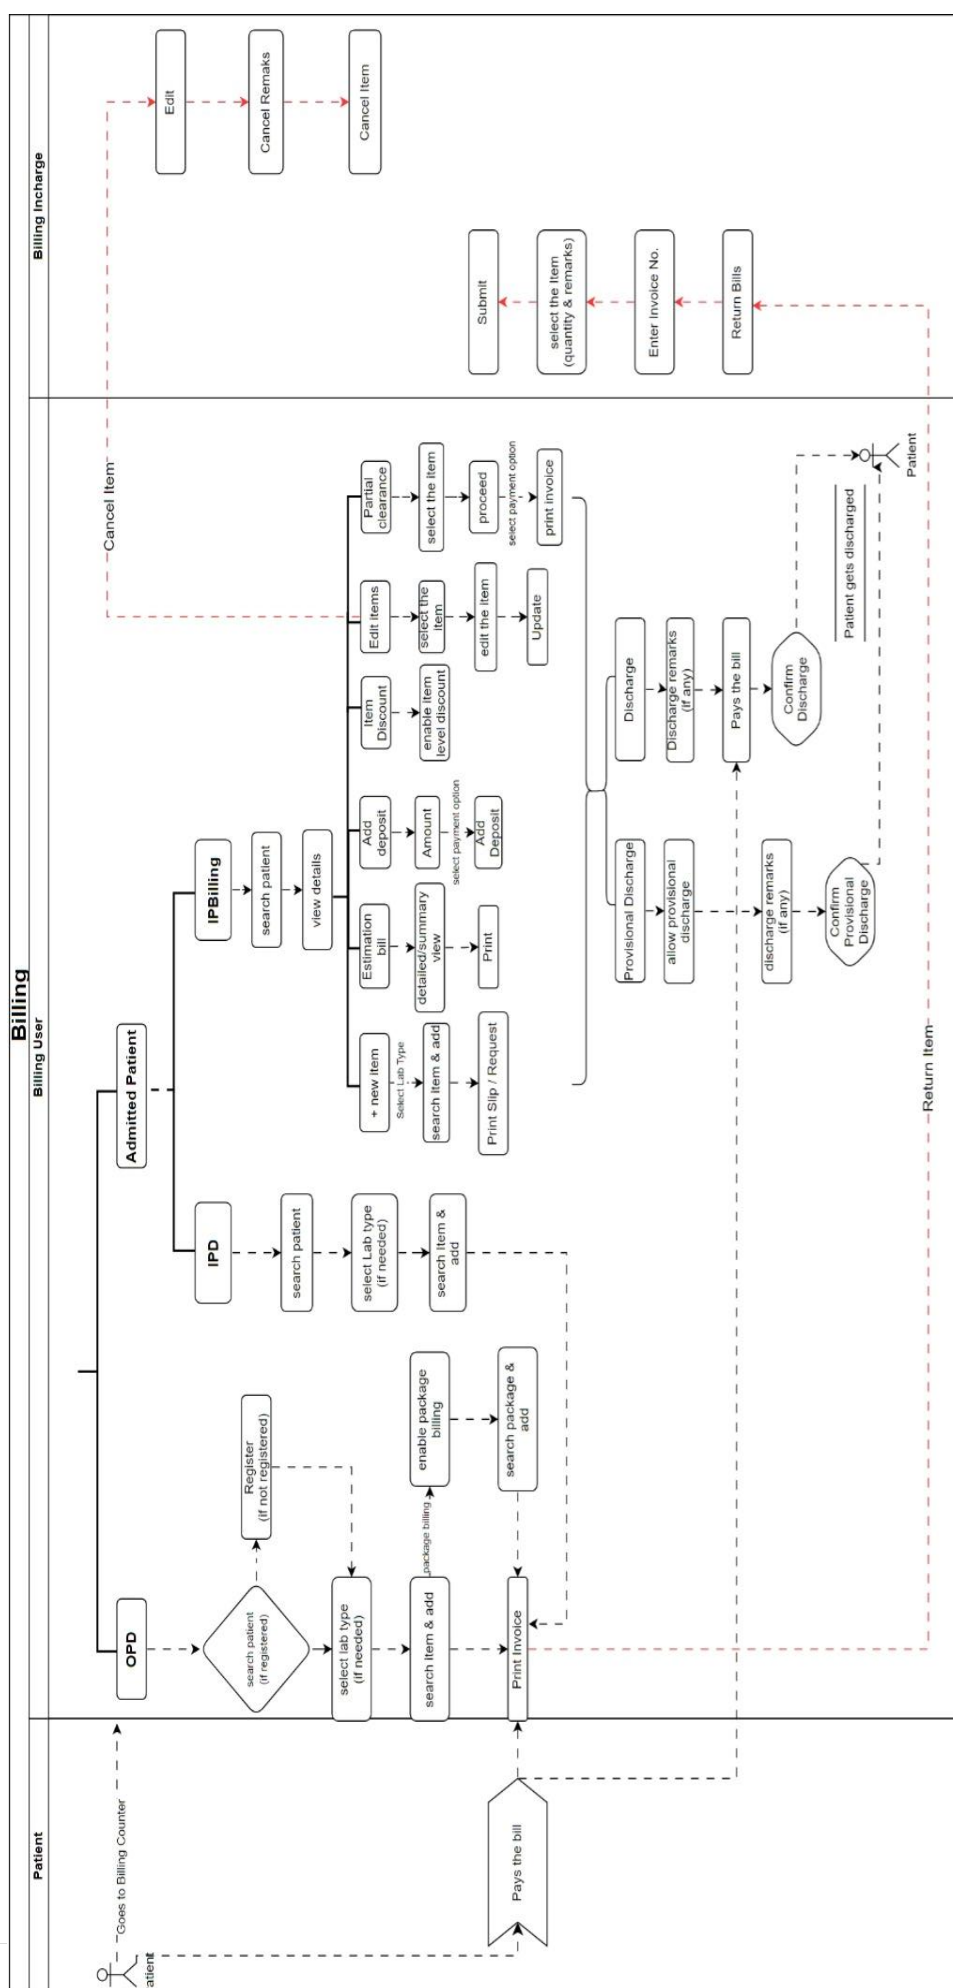 Billing
Patient
Billing User
Billing Incharge
atient
Goes to Billing Counter
Pays the bill
OPD
search patient
(if registered)
Register
(if not registered)
select lab type
(if needed)
search item & add
package billing
enable package
billing
search package &
add
Print Invoice
Admitted Patient
IPD
search patient
select Lab type
(if needed)
search Item &
add
IPBilling
search patient
view details
+ new item
Select Lab Type
search Item & add
Print Slip / Request
Estimation
bill
detailed/summary
view
Print
Add
deposit
Amount
select payment option
Add
Deposit
Item
Discount
enable item
level discount
Edit items
select the
item
edit the item
Update
Partial
clearance
select the item
proceed
select payment option
print invoice
Provisional Discharge
allow provisional
discharge
discharge remarks
(if any)
Confirm
Provisional
Discharge
Discharge
Discharge remarks
(if any)
Pays the bill
Confirm
Discharge
Patient gets discharged
Patient
Cancel Item
Return Item
Edit
Cancel Remaks
Cancel Item
Submit
select the Item
(quantity & remarks)
Enter Invoice No.
Return Bills